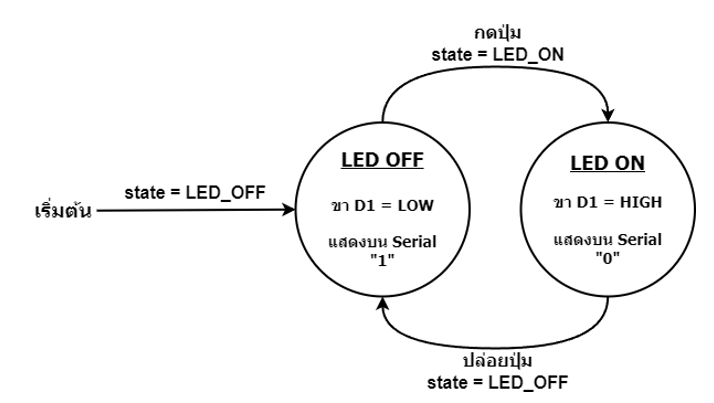 กดปุ่ม
state = LED_ON
LED OFF
ขา D1 = LOW
แสดงบน Serial
"1"
LED ON
ขา D1 = HIGH
แสดงบน Serial
"0"
เริ่มต้น
state = LED_OFF
ปล่อยปุ่ม
state = LED_OFF